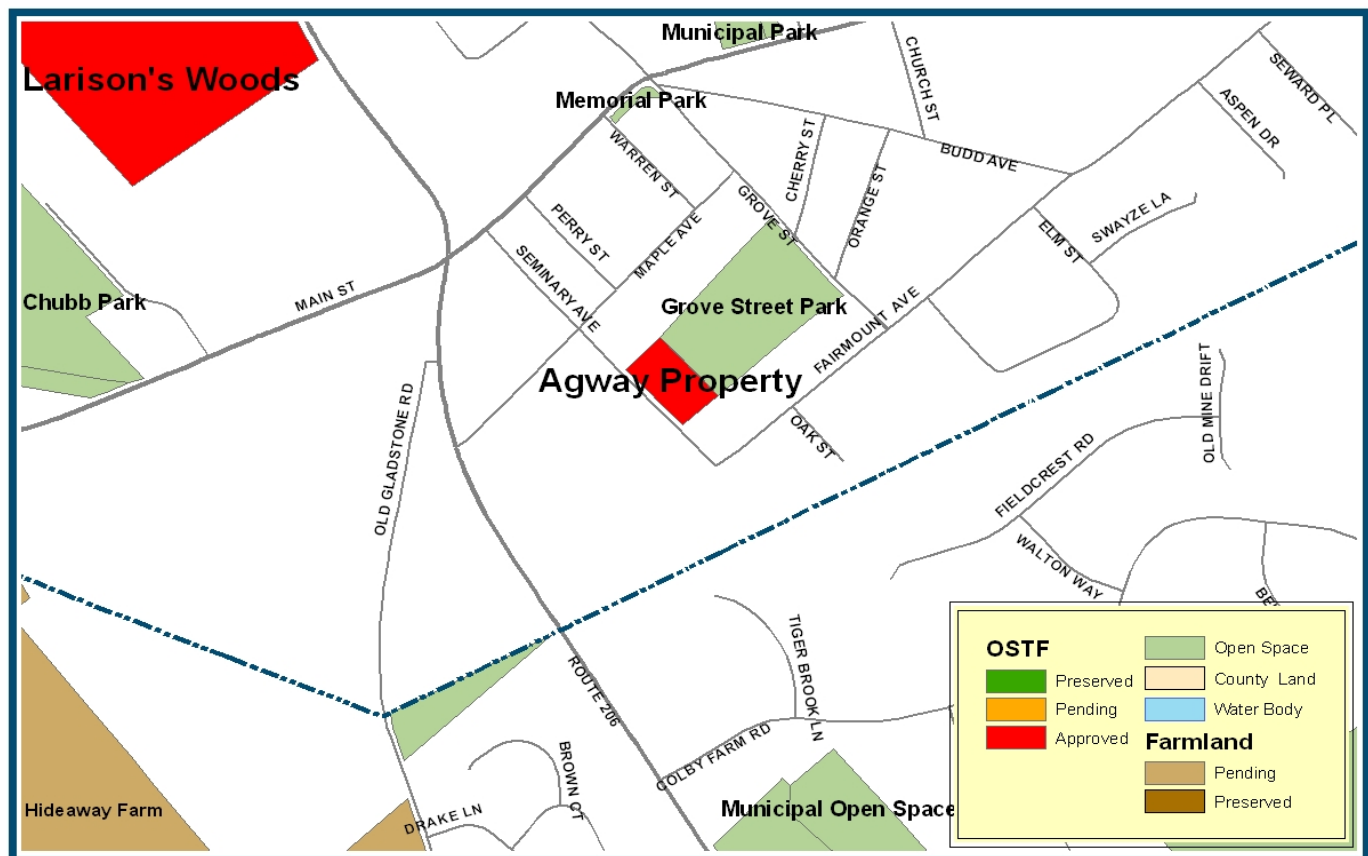 Municipal Park
Larison's Woods
Memorial Park
CHURCH ST
SEWARD PL
ASPEN DR
WARREN ST
CHERRY ST
BUDD AVE
PERRY ST
MAPLE AVE
GROVE ST
ORANGE ST
SWAYZE LA
ELM ST
SEMINARY AVE
Chubb Park
MAIN ST
Grove Street Park
FAIRMOUNT AVE
Agway Property
OLD MINE DRIFT
OLD GLADSTONE RD
OAK ST
FIELDCREST RD
WALTON WAY
TIGER BROOK LN
ROUTE 206
COLBY FARM RD
BROWN CT
DRAKE LN
Hideaway Farm
Municipal Open Space
OSTF
Preserved
Pending
Approved
Open Space
County Land
Water Body
Farmland
Pending
Preserved